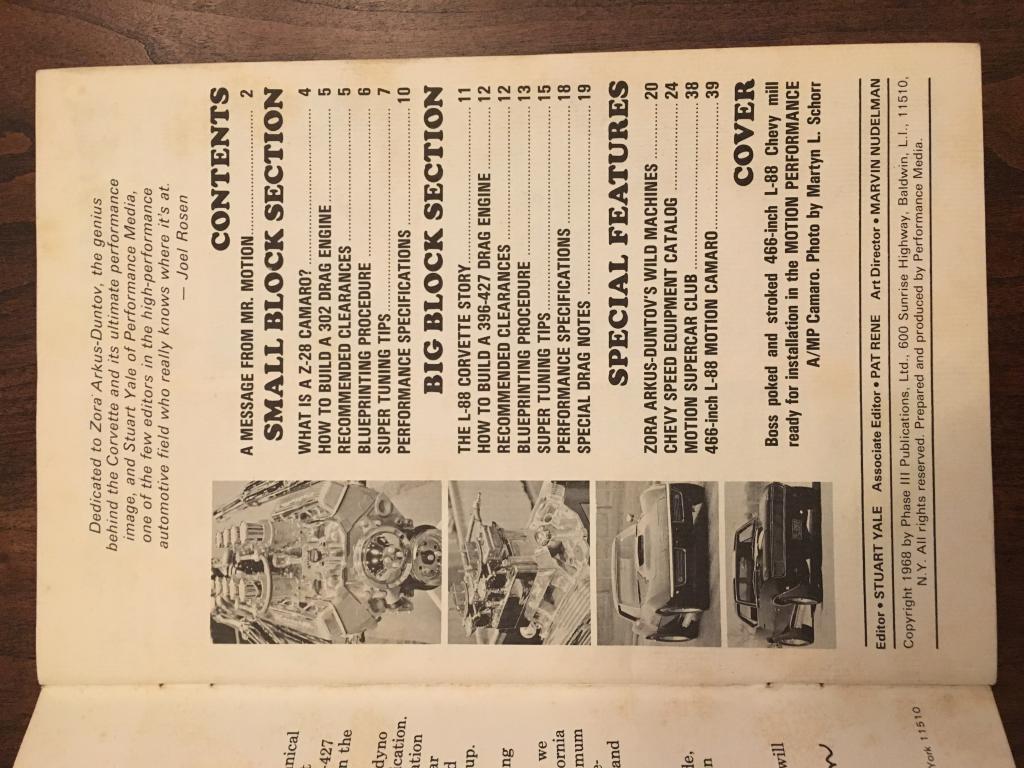 Dedicated to Zora Arkus-Duntov, the genius
behind the Corvette and its ultimate performance
image, and Stuart Yale of Performance Media,
one of the few editors in the high-performance
automotive field who really knows where it's at.
— Joel Rosen
CONTENTS
A MESSAGE FROM MR. MOTION 2
SMALL BLOCK SECTION
WHAT IS A Z-28 CAMARO? 4
HOW TO BUILD A 302 DRAG ENGINE 5
RECOMMENDED CLEARANCES 5
BLUEPRINTING PROCEDURE 6
SUPER TUNING TIPS 7
PERFORMANCE SPECIFICATIONS 10
BIG BLOCK SECTION
THE L-88 CORVETTE STORY 11
HOW TO BUILD A 396-427 DRAG ENGINE 12
RECOMMENDED CLEARANCES 12
BLUEPRINTING PROCEDURE 13
SUPER TUNING TIPS 15
PERFORMANCE SPECIFICATIONS 18
SPECIAL DRAG NOTES 19
SPECIAL FEATURES
ZORA ARKUS-DUNTOV'S WILD MACHINES 20
CHEVY SPEED EQUIPMENT CATALOG 24
MOTION SUPERCAR CLUB 38
466-inch L-88 MOTION CAMARO 39
COVER
Boss poked and stroked 466-inch L-88 Chevy mill
ready for installation in the MOTION PERFORMANCE
A/MP Camaro. Photo by Martyn L. Schorr
Editor • STUART YALE Associate Editor • PAT RENE Art Director • MARVIN NUDELMAN
Copyright 1968 by Phase III Publications, Ltd., 600 Sunrise Highway, Baldwin, L.I., 11510,
N.Y. All rights reserved. Prepared and produced by Performance Media.
-427
n the
dyno
up.
we
and
will
York 11510